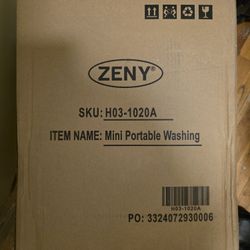 ZENY®
SKU: H03-1020A
ITEM NAME: Mini Portable Washing
H03-1020A
PO: 3324072930006